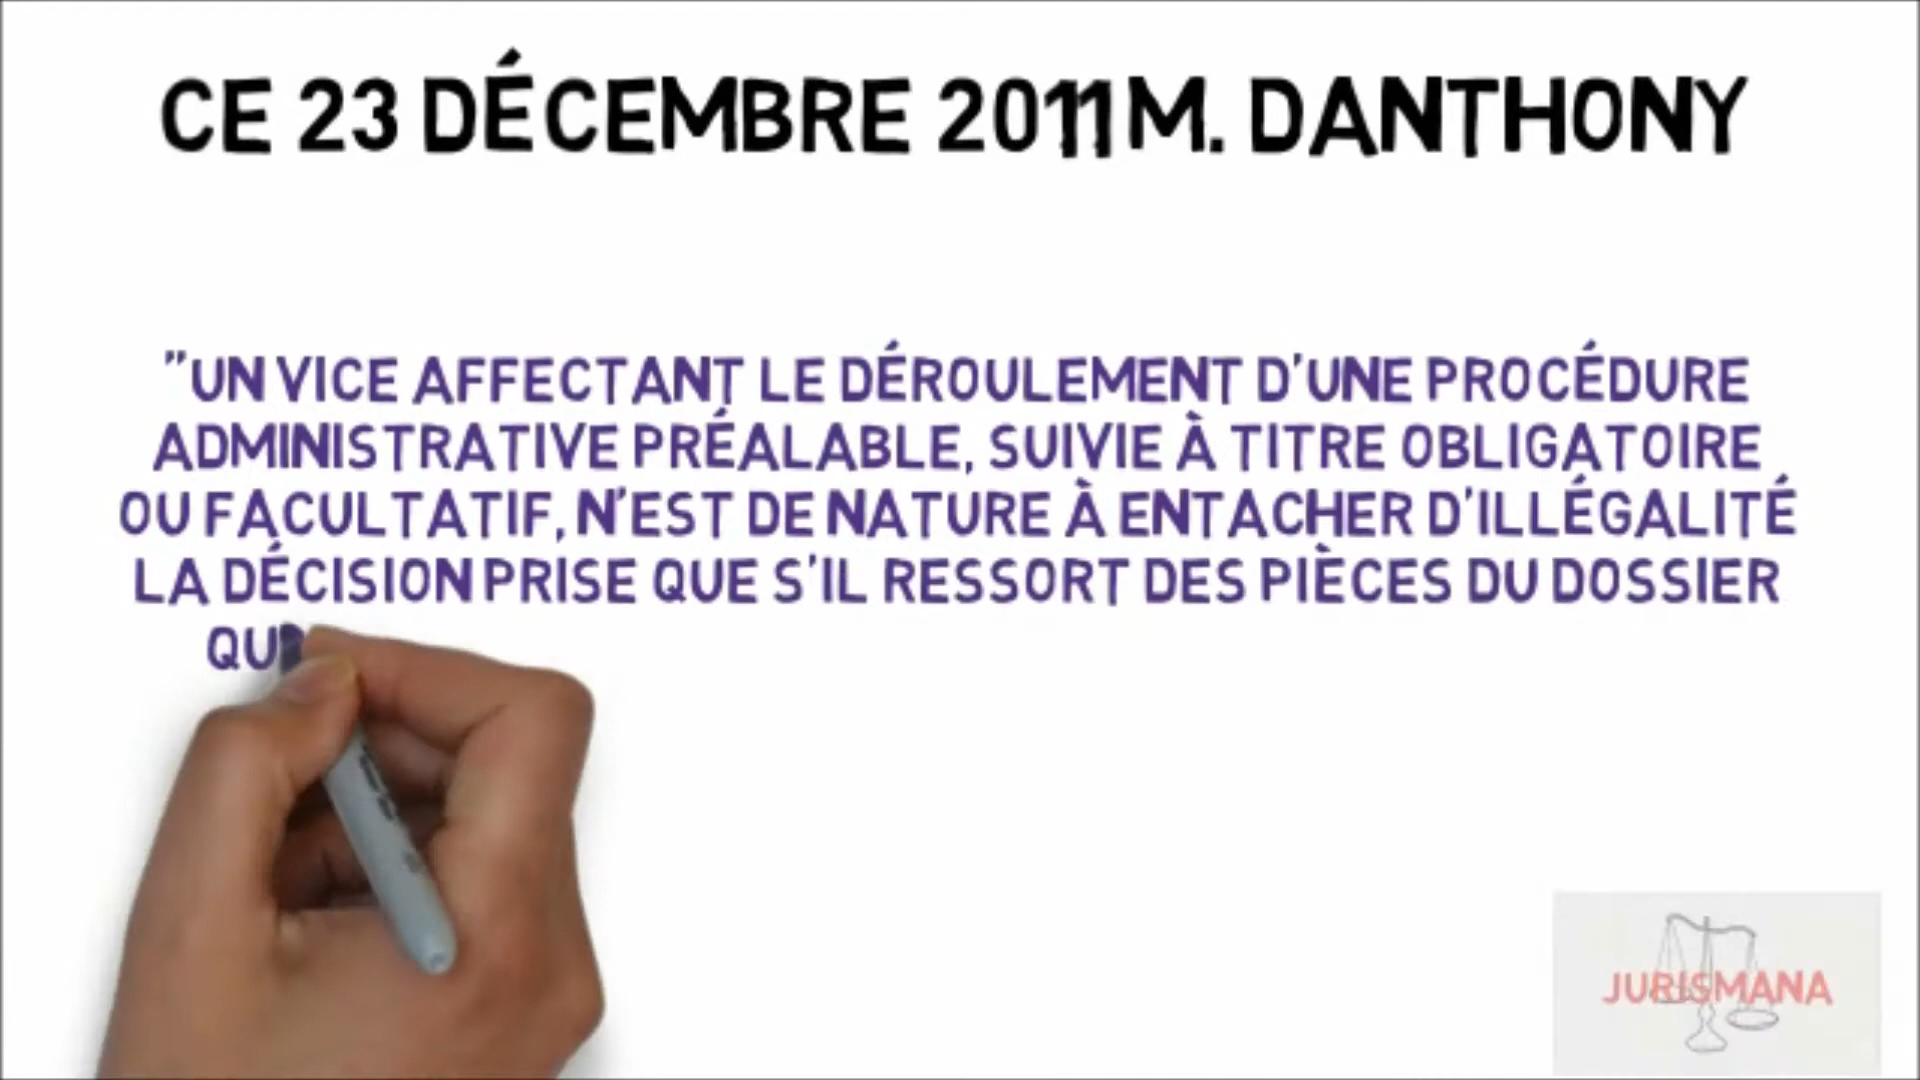 CE 23 DÉCEMBRE 2011 M. DANTHONY
"UN VICE AFFECTANT LE DÉROULEMENT D'UNE PROCÉDURE
ADMINISTRATIVE PRÉALABLE, SUIVIE À TITRE OBLIGATOIRE
OU FACULTATIF, N'EST DE NATURE À ENTACHER D'ILLÉGALITÉ
LA DÉCISION PRISE QUE S'IL RESSORT DES PIÈCES DU DOSSIER
QU'
JURISMANA